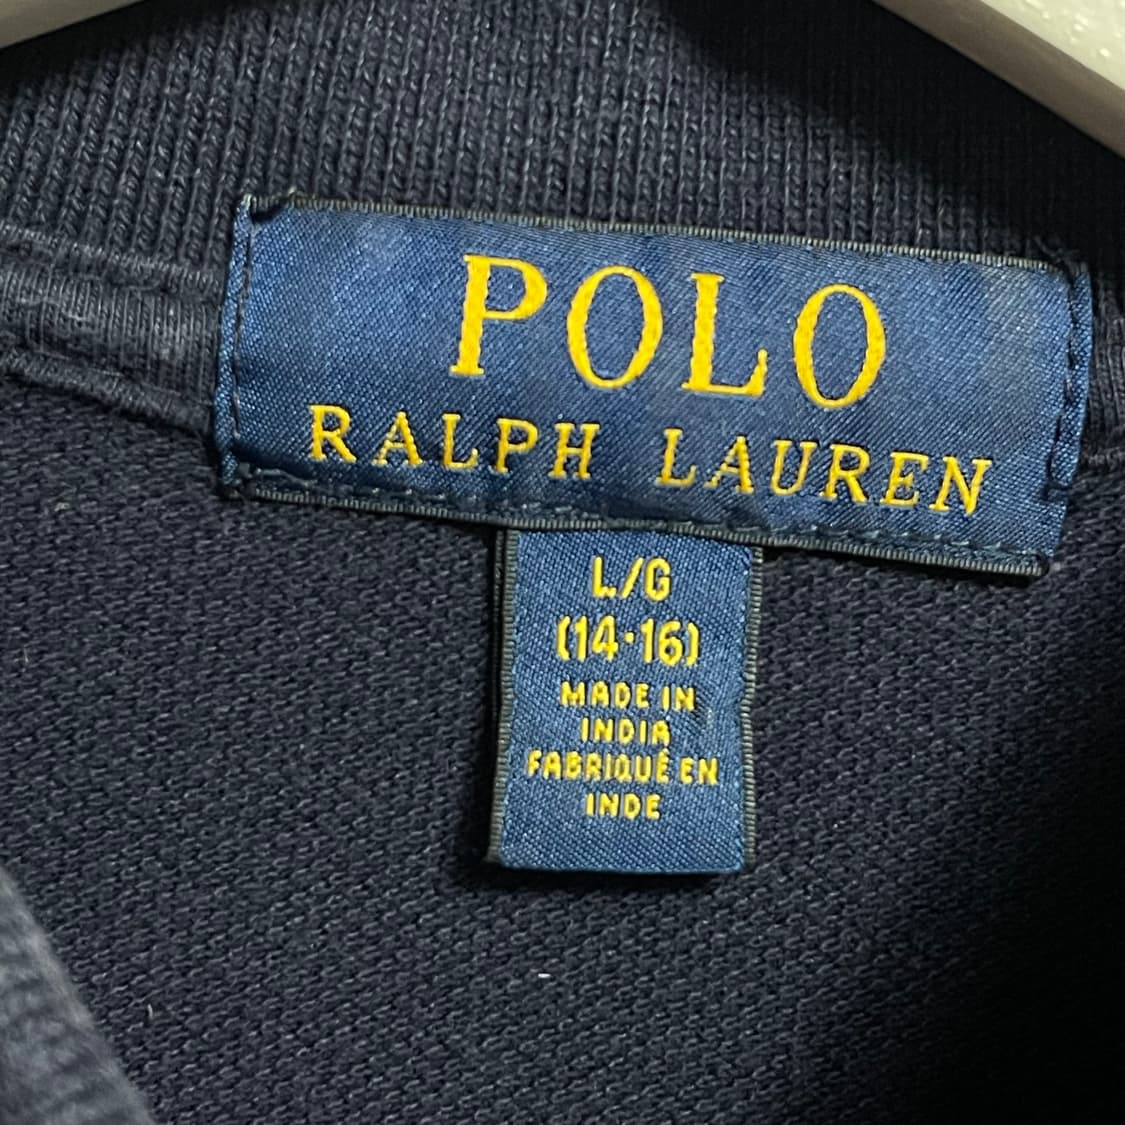 POLO
RALPH LAUREN
L/G
(14·16)
MADE IN
INDIA
FABRIQUÉ EN
INDE